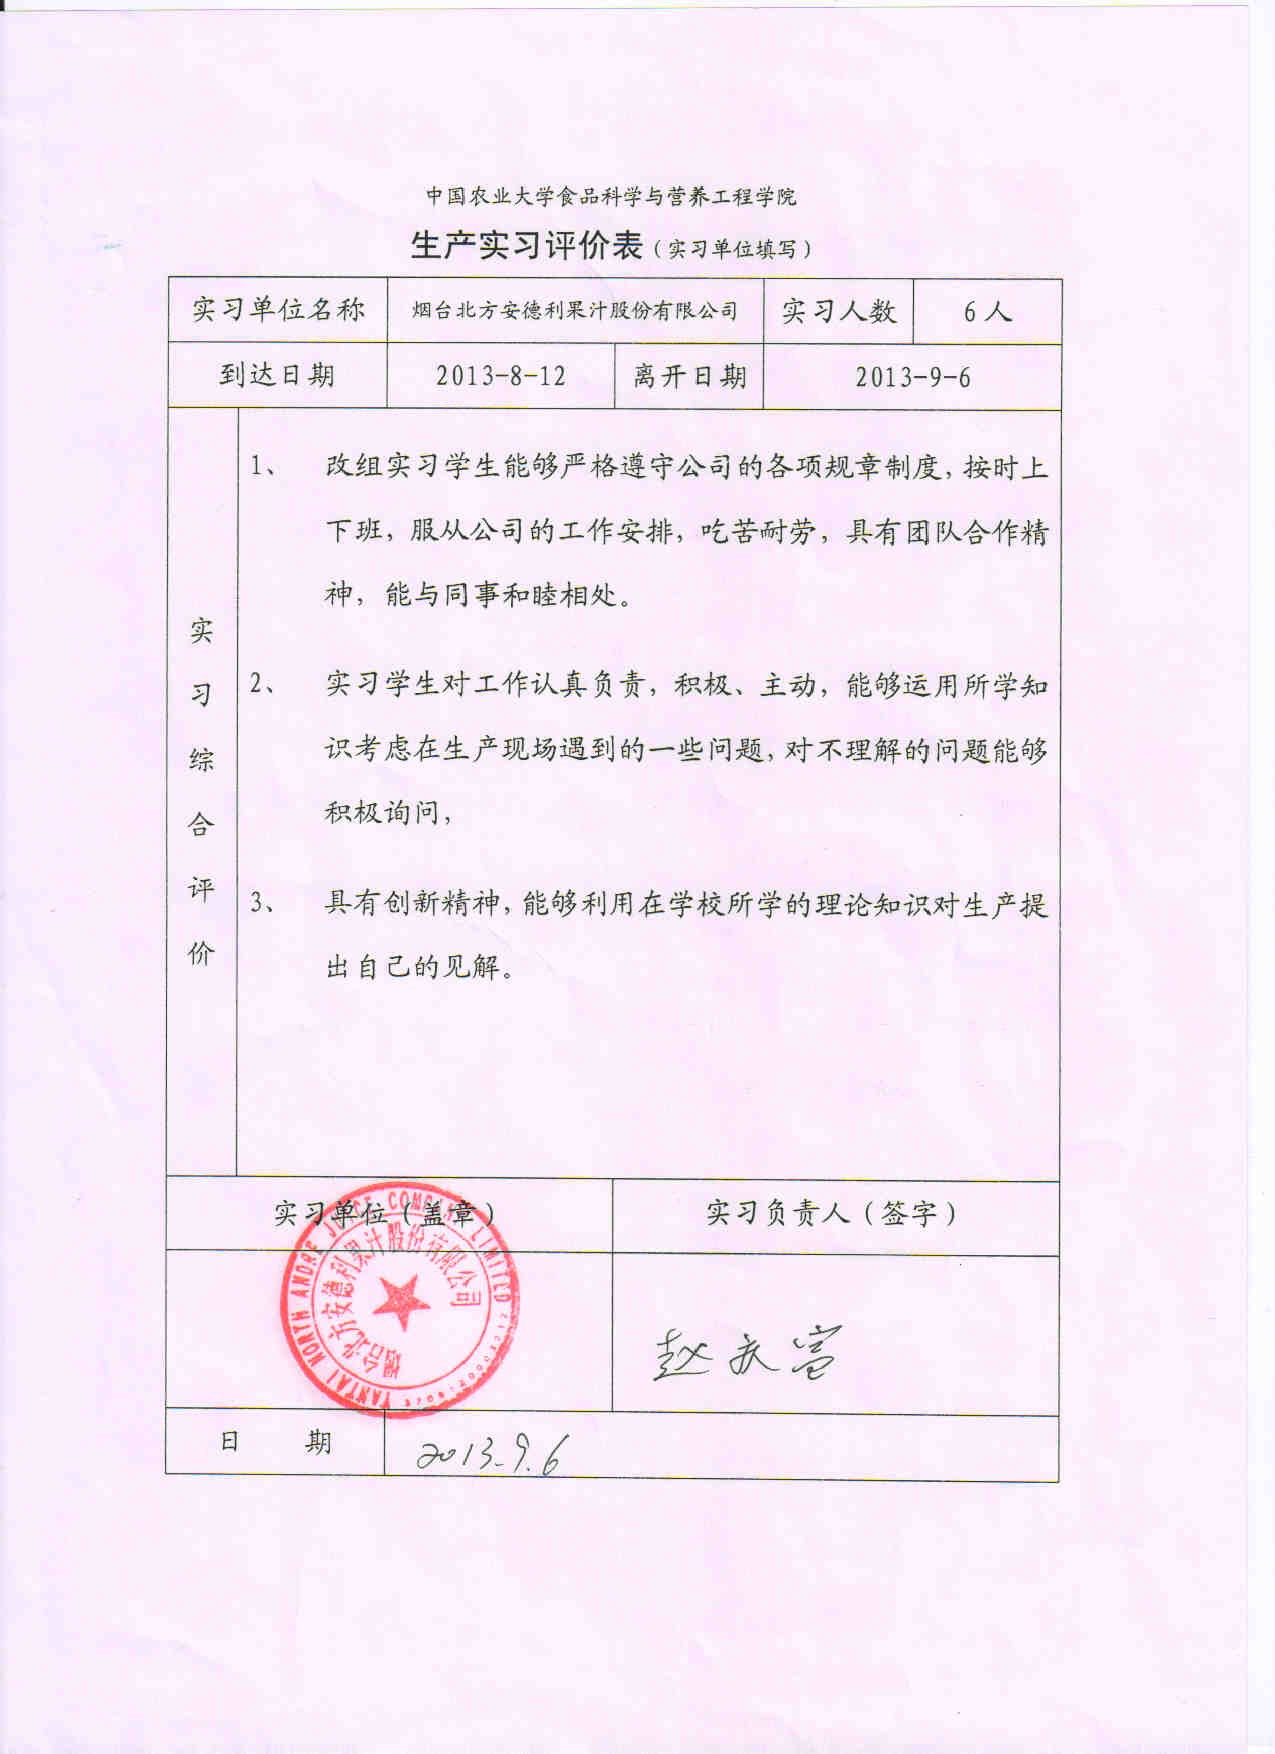 中国农业大学食品科学与营养工程学院
生产实习评价表（实习单位填写）
实习单位名称 烟台北方安德利果汁股份有限公司 实习人数 6人
到达日期 2013-8-12 离开日期 2013-9-6
实习综合评价
1、 改组实习学生能够严格遵守公司的各项规章制度，按时上
下班，服从公司的工作安排，吃苦耐劳，具有团队合作精
神，能与同事和睦相处。
2、 实习学生对工作认真负责，积极、主动，能够运用所学知
识考虑在生产现场遇到的一些问题，对不理解的问题能够
积极询问，
3、 具有创新精神，能够利用在学校所学的理论知识对生产提
出自己的见解。
实习单位（盖章） 实习负责人（签字）
YANTAI NORTH ANDRE JUICE COMPANY LIMITED
烟台北方安德利果汁股份有限公司
赵庆富
日 期 2013.9.6